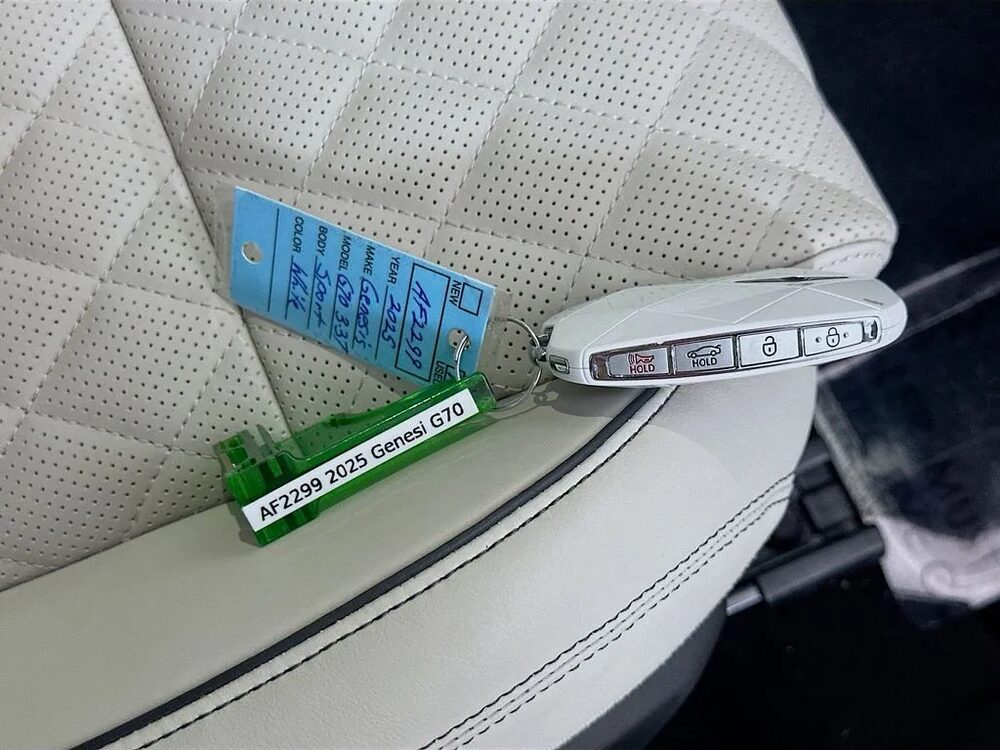 NEW
USED
AF2299
YEAR 2025
MAKE Genesis
MODEL G70 3.3T
BODY
COLOR White
AF2299 2025 Genesi G70
HOLD
HOLD